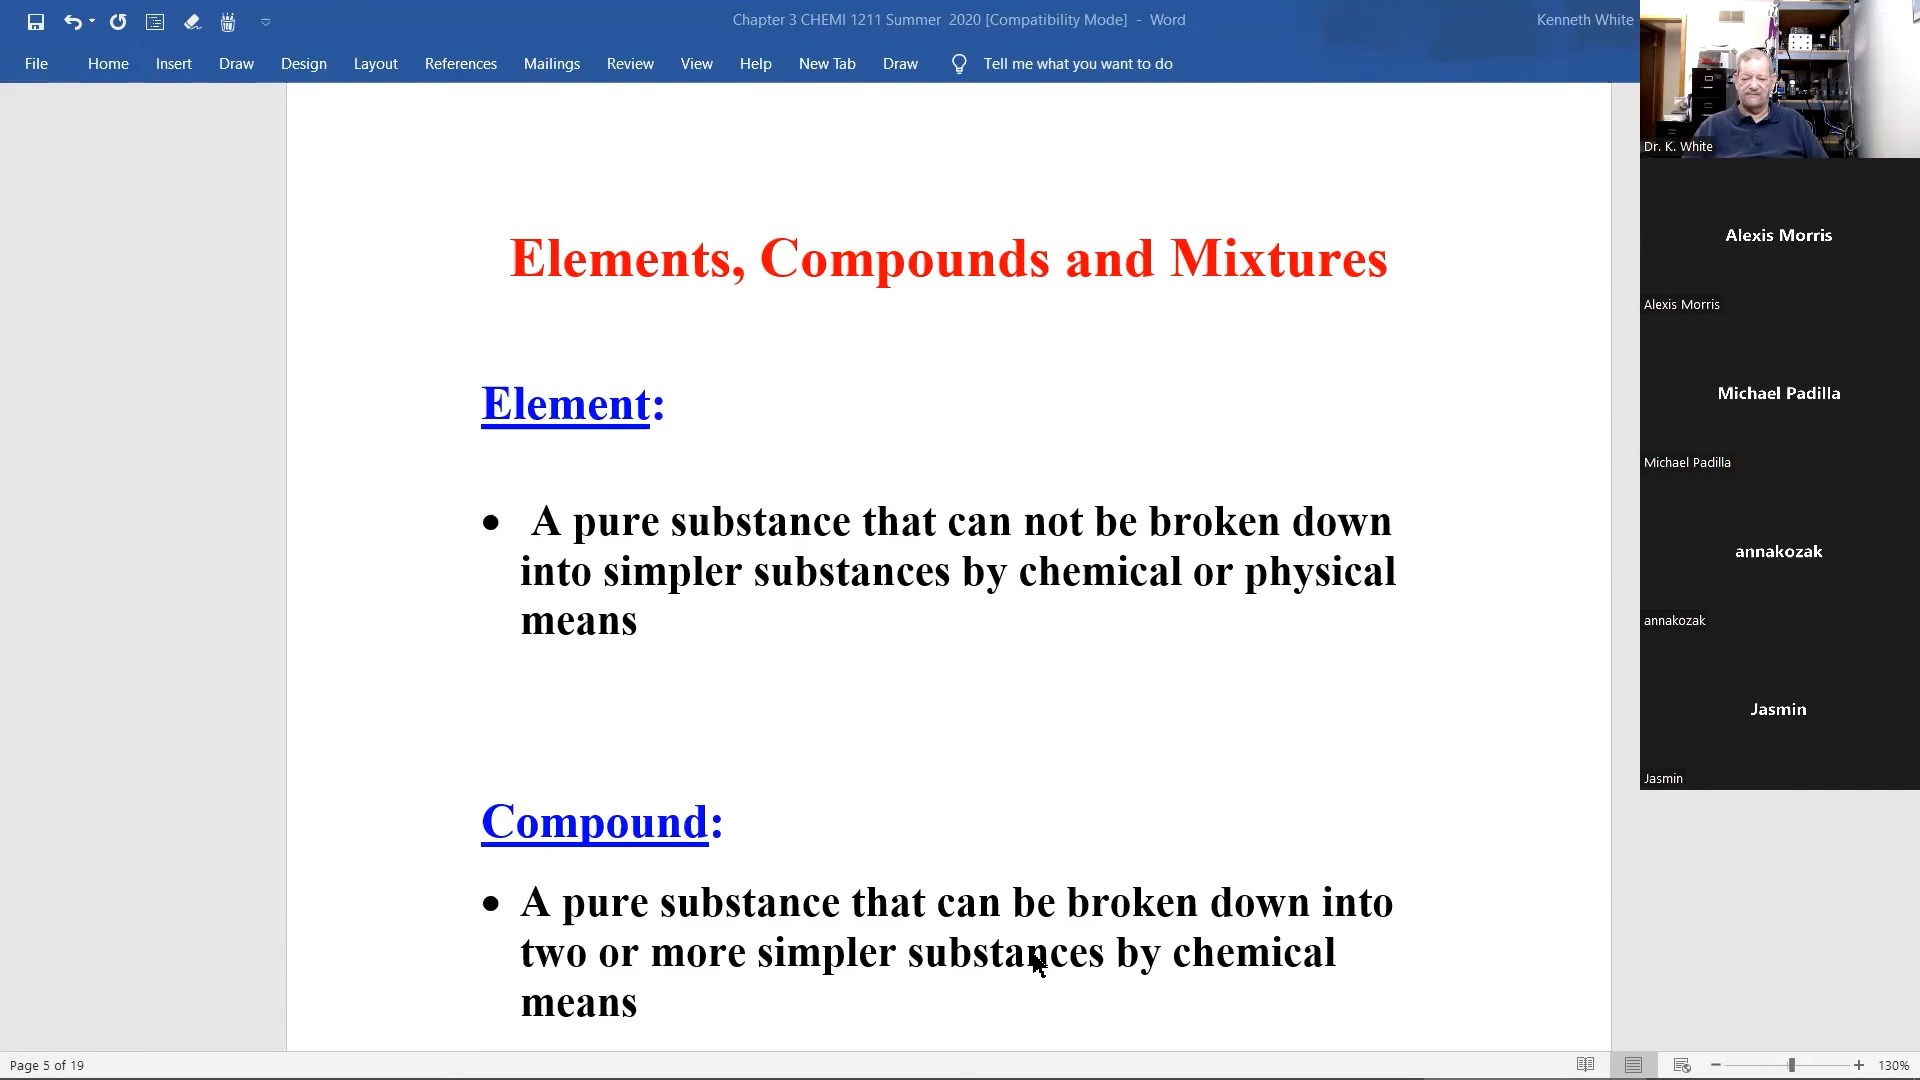 Chapter 3 CHEMI 1211 Summer  2020 [Compatibility Mode]  -  Word
Kenneth White
File Home Insert Draw Design Layout References Mailings Review View Help New Tab Draw Tell me what you want to do
Elements, Compounds and Mixtures
Element:
• A pure substance that can not be broken down
into simpler substances by chemical or physical
means
Compound:
• A pure substance that can be broken down into
two or more simpler substances by chemical
means
Dr. K. White
Alexis Morris
Alexis Morris
Michael Padilla
Michael Padilla
annakozak
annakozak
Jasmin
Jasmin
Page 5 of 19
130%